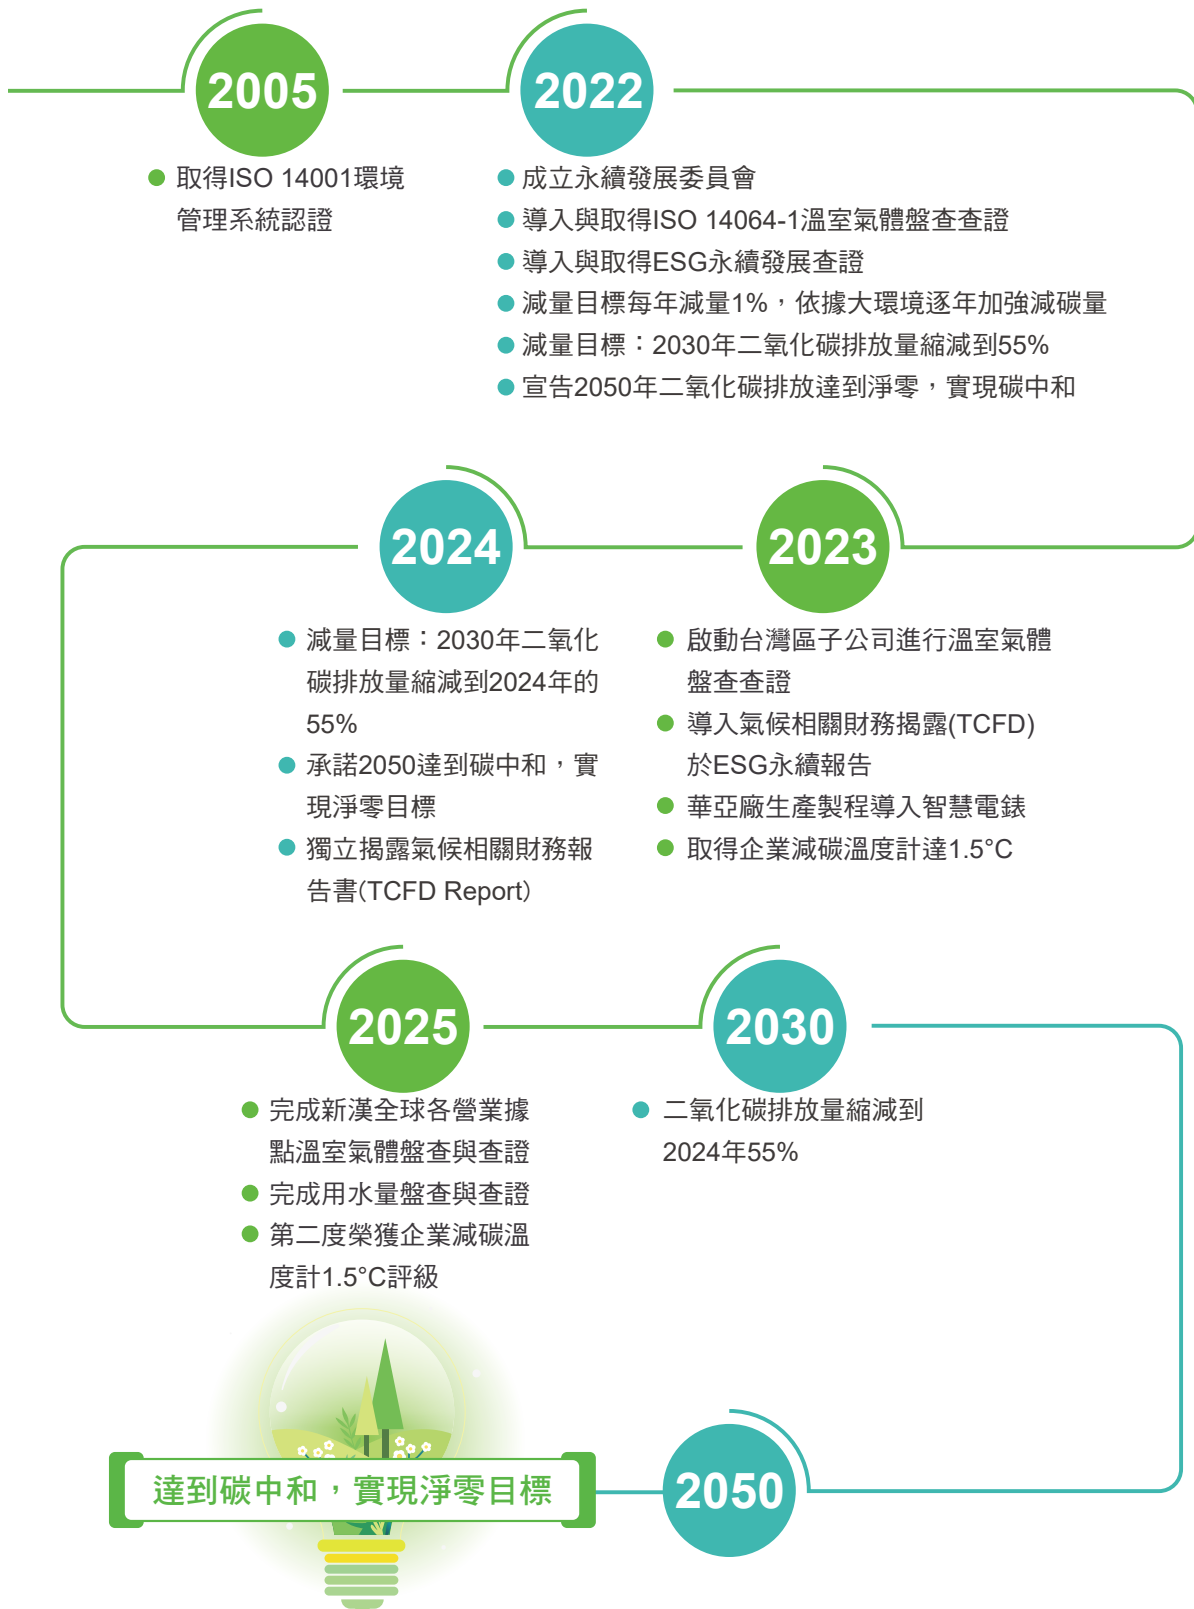 2005
取得ISO 14001環境
管理系統認證
2022
成立永續發展委員會
導入與取得ISO 14064-1溫室氣體盤查查證
導入與取得ESG永續發展查證
減量目標每年減量1%，依據大環境逐年加強減碳量
減量目標：2030年二氧化碳排放量縮減到55%
宣告2050年二氧化碳排放達到淨零，實現碳中和
2023
啟動台灣區子公司進行溫室氣體
盤查查證
導入氣候相關財務揭露(TCFD)
於ESG永續報告
華亞廠生產製程導入智慧電錶
取得企業減碳溫度計達1.5°C
2024
減量目標：2030年二氧化
碳排放量縮減到2024年的
55%
承諾2050達到碳中和，實
現淨零目標
獨立揭露氣候相關財務報
告書(TCFD Report）
2025
完成新漢全球各營業據
點溫室氣體盤查與查證
完成用水量盤查與查證
第二度榮獲企業減碳溫
度計1.5°C評級
2030
二氧化碳排放量縮減到
2024年55%
2050
達到碳中和，實現淨零目標